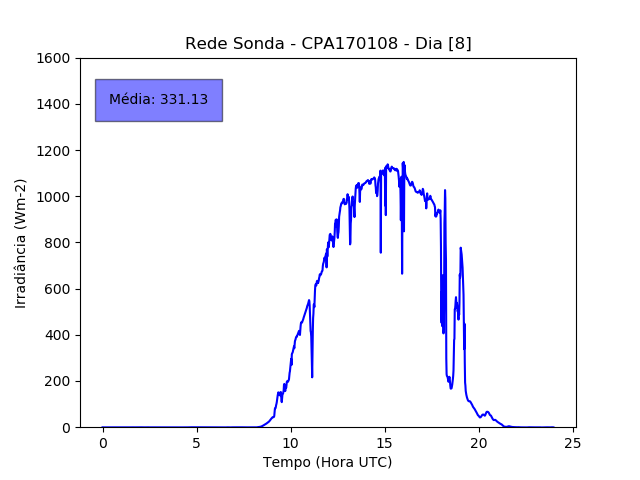 Rede Sonda - CPA170108 - Dia [8]
1600
1400
1200
1000
800
600
400
200
0
Irradiância (Wm-2)
Média: 331.13
0 5 10 15 20 25
Tempo (Hora UTC)